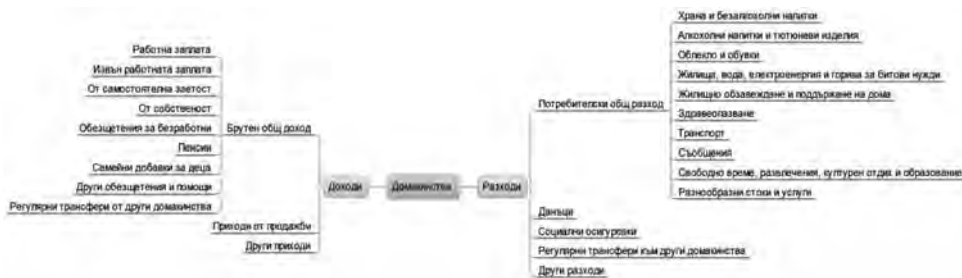 Работна заплата
Извън работната заплата
От самостоятелна заетост
От собственост
Обезщетения за безработни
Пенсии
Семейни добавки за деца
Други обезщетения и помощи
Регулярни трансфери от други домакинства
Брутен общ доход
Приходи от продажби
Други приходи
Доходи
Домакинства
Разходи
Потребителски общ разход
Храна и безалкохолни напитки
Алкохолни напитки и тютюневи изделия
Облекло и обувки
Жилища, вода, електроенергия и горива за битови нужди
Жилищно обзавеждане и поддържане на дома
Здравеопазване
Транспорт
Съобщения
Свободно време, развлечения, културен отдих и образование
Разнообразни стоки и услуги
Данъци
Социални осигуровки
Регулярни трансфери към други домакинства
Други разходи